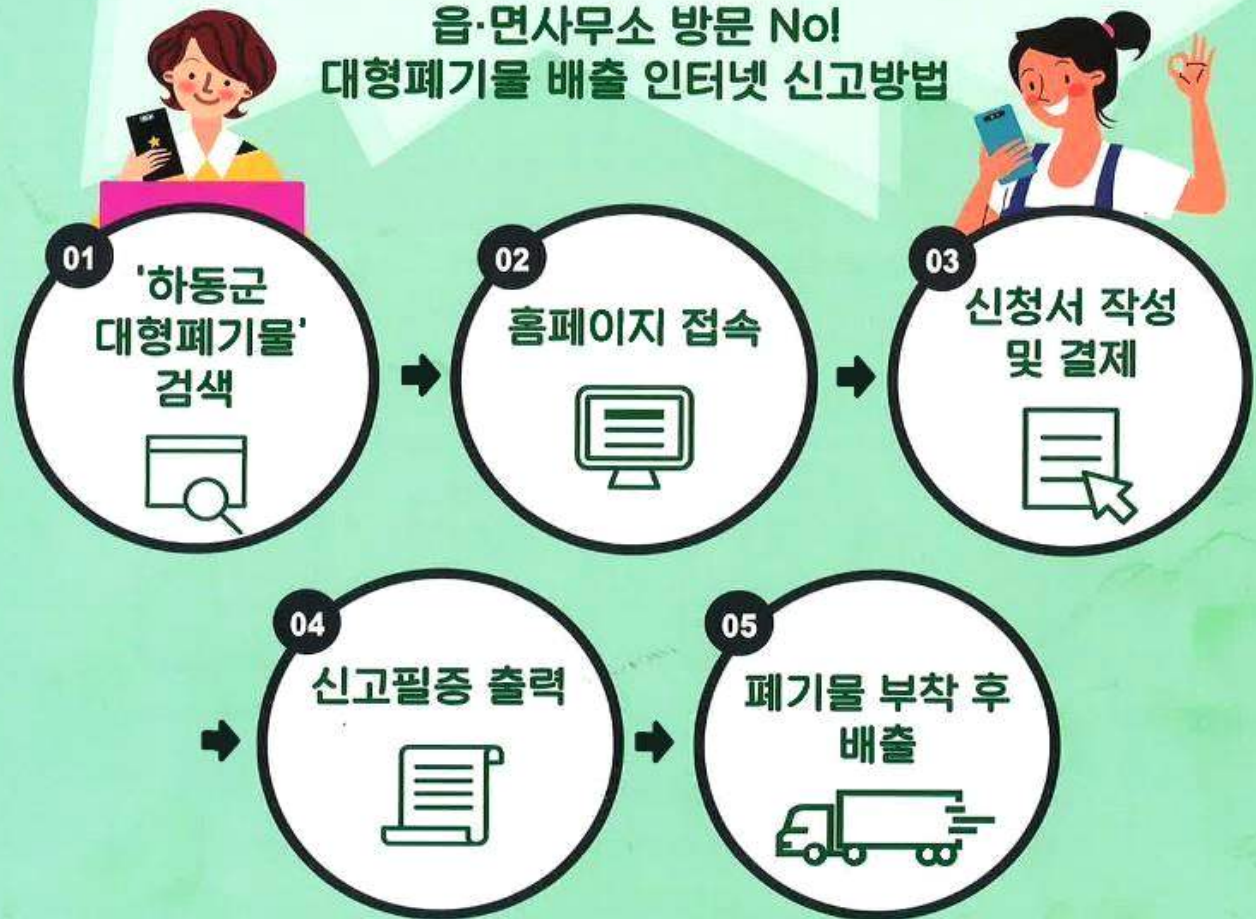 읍·면사무소 방문 No!
대형폐기물 배출 인터넷 신고방법
01
'하동군
대형폐기물'
검색
02
홈페이지 접속
03
신청서 작성
및 결제
04
신고필증 출력
05
폐기물 부착 후
배출